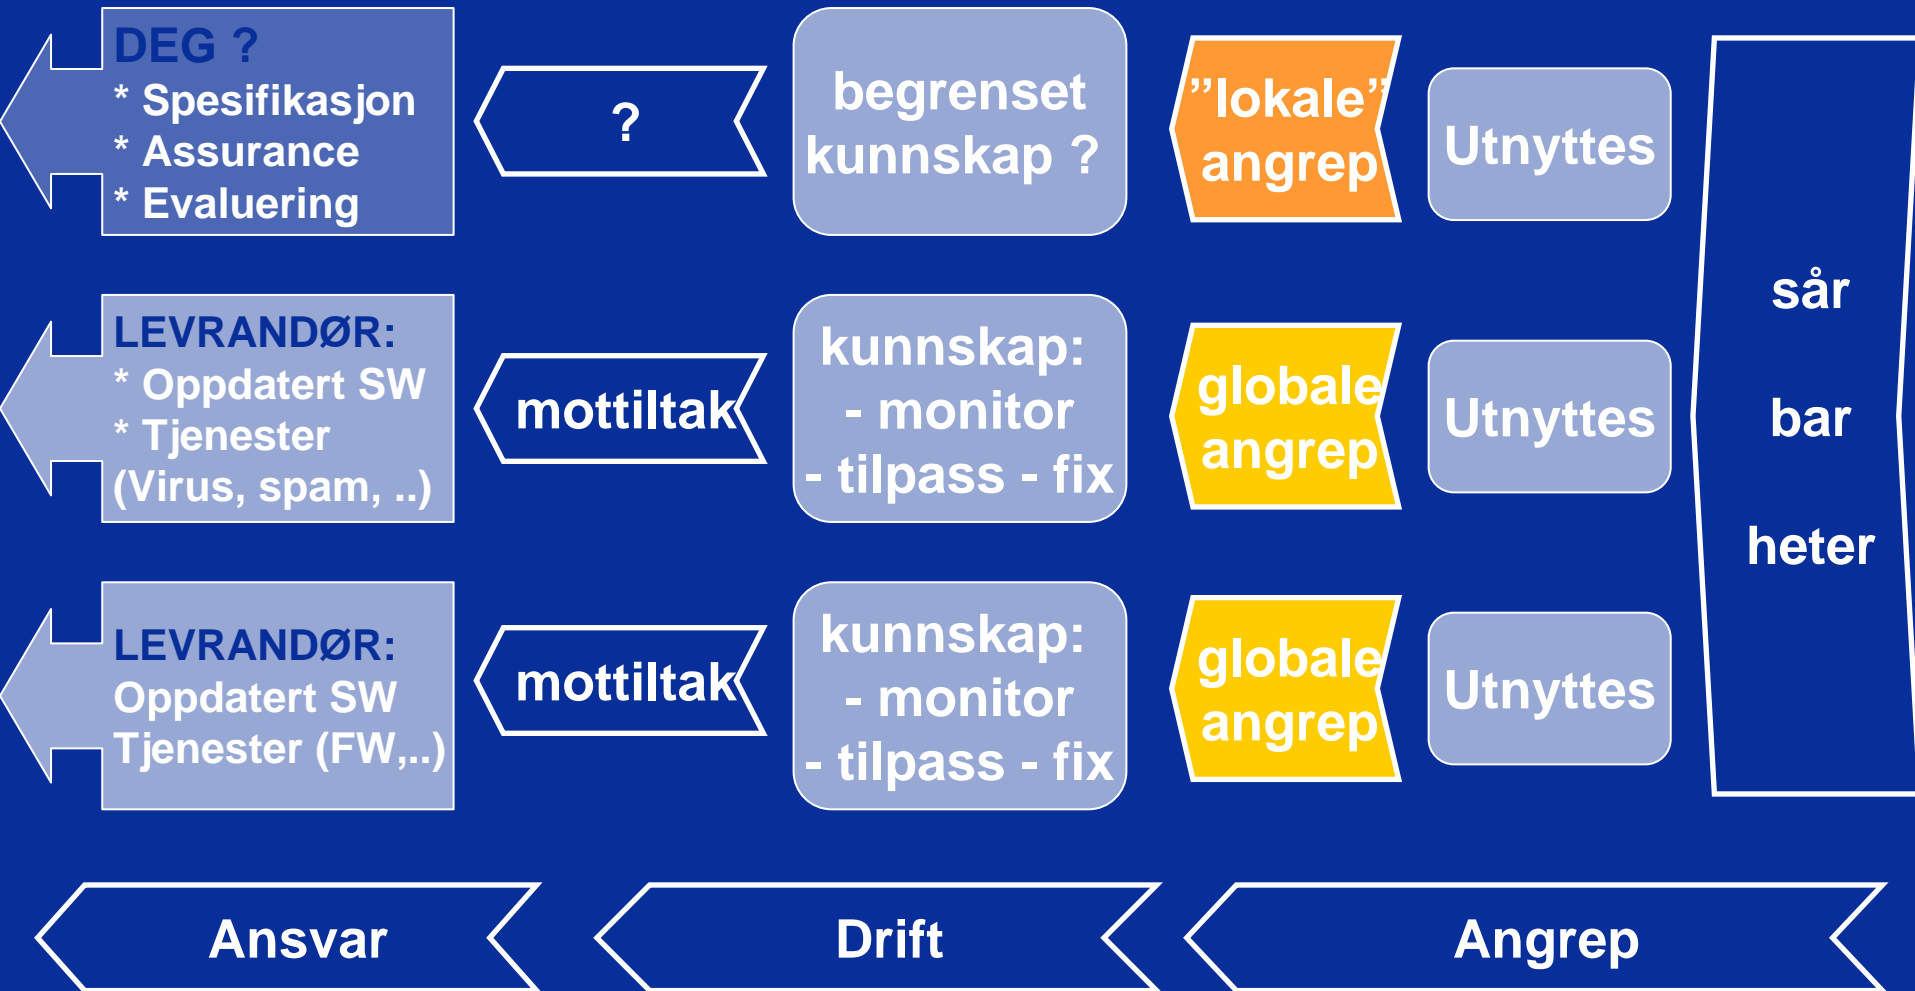 DEG ?
* Spesifikasjon
* Assurance
* Evaluering
?
begrenset
kunnskap ?
”lokale”
angrep
Utnyttes
LEVRANDØR:
* Oppdatert SW
* Tjenester
(Virus, spam, ..)
mottiltak
kunnskap:
- monitor
- tilpass - fix
globale
angrep
Utnyttes
LEVRANDØR:
Oppdatert SW
Tjenester (FW,..)
mottiltak
kunnskap:
- monitor
- tilpass - fix
globale
angrep
Utnyttes
sår
bar
heter
Ansvar
Drift
Angrep